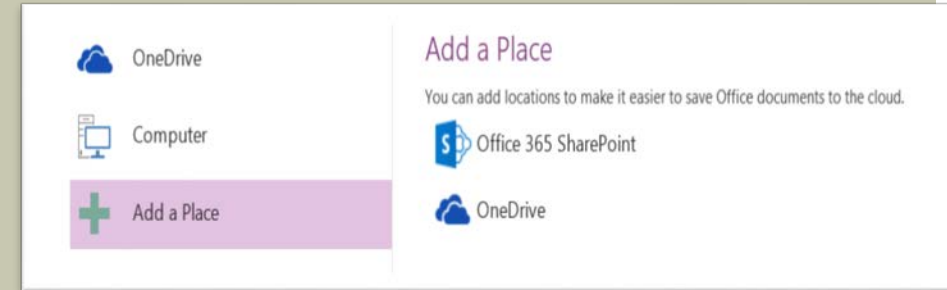 OneDrive
Computer
Add a Place
Add a Place
You can add locations to make it easier to save Office documents to the cloud.
Office 365 SharePoint
OneDrive